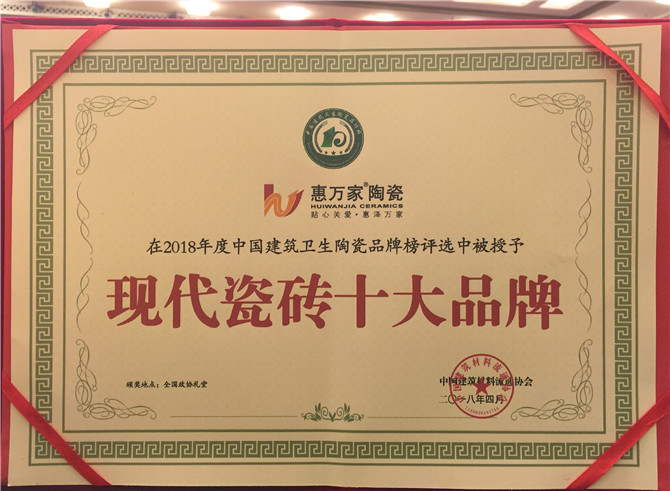 惠万家®陶瓷
HUIWANJIA CERAMICS
贴心关爱·惠泽万家
在2018年度中国建筑卫生陶瓷品牌榜评选中被授予
现代瓷砖十大品牌
颁奖地点：全国政协礼堂
中国建筑材料流通协会
二〇一八年四月